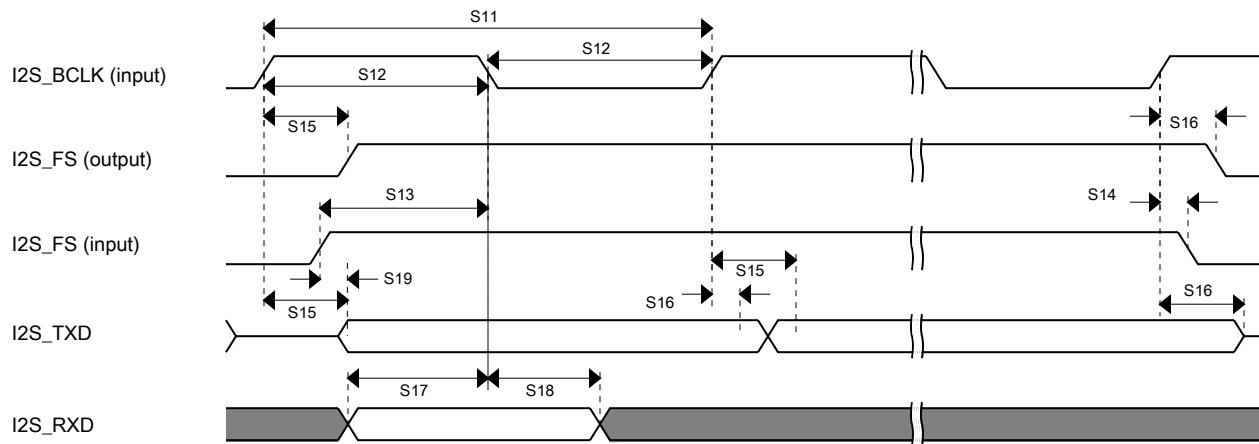 S11
S12
I2S_BCLK (input)
S12
S15
S16
I2S_FS (output)
S13
S14
I2S_FS (input)
S15
S19
S15
S16
S16
I2S_TXD
S17
S18
I2S_RXD